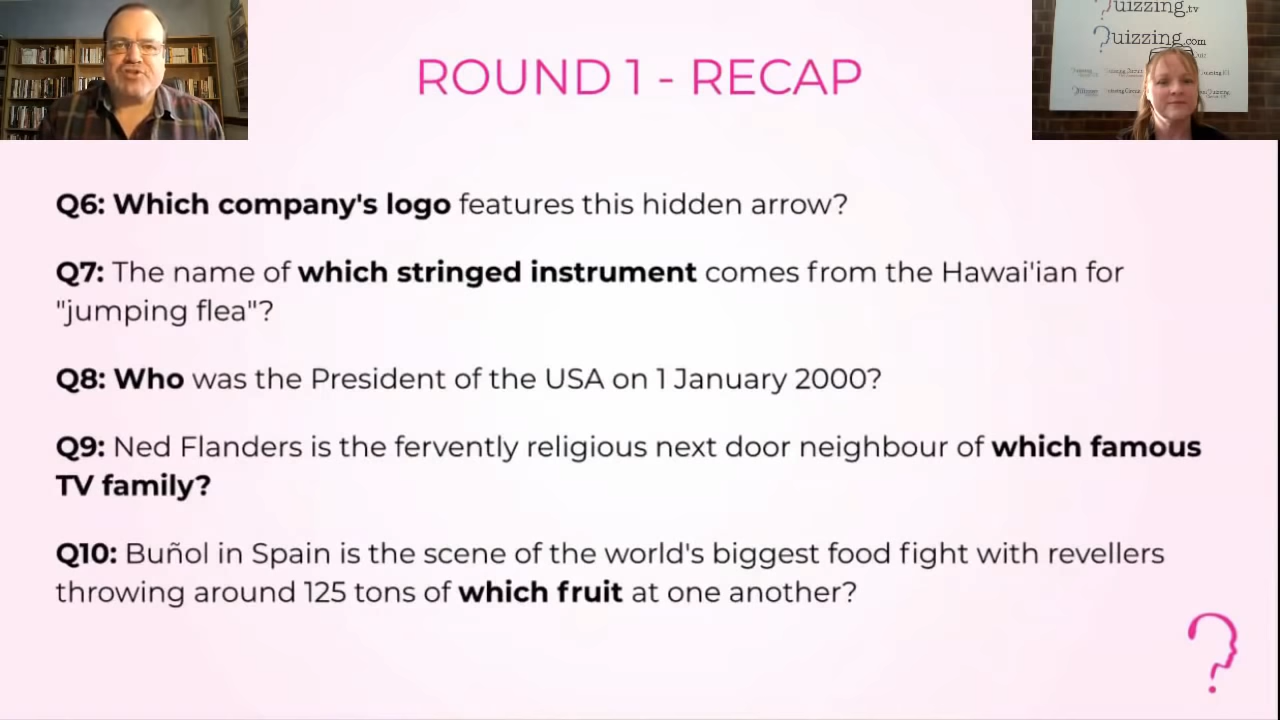 uizzing.tv
uizzing.com
ROUND 1 - RECAP
Q6: Which company's logo features this hidden arrow?
Q7: The name of which stringed instrument comes from the Hawai'ian for
"jumping flea"?
Q8: Who was the President of the USA on 1 January 2000?
Q9: Ned Flanders is the fervently religious next door neighbour of which famous
TV family?
Q10: Buñol in Spain is the scene of the world's biggest food fight with revellers
throwing around 125 tons of which fruit at one another?